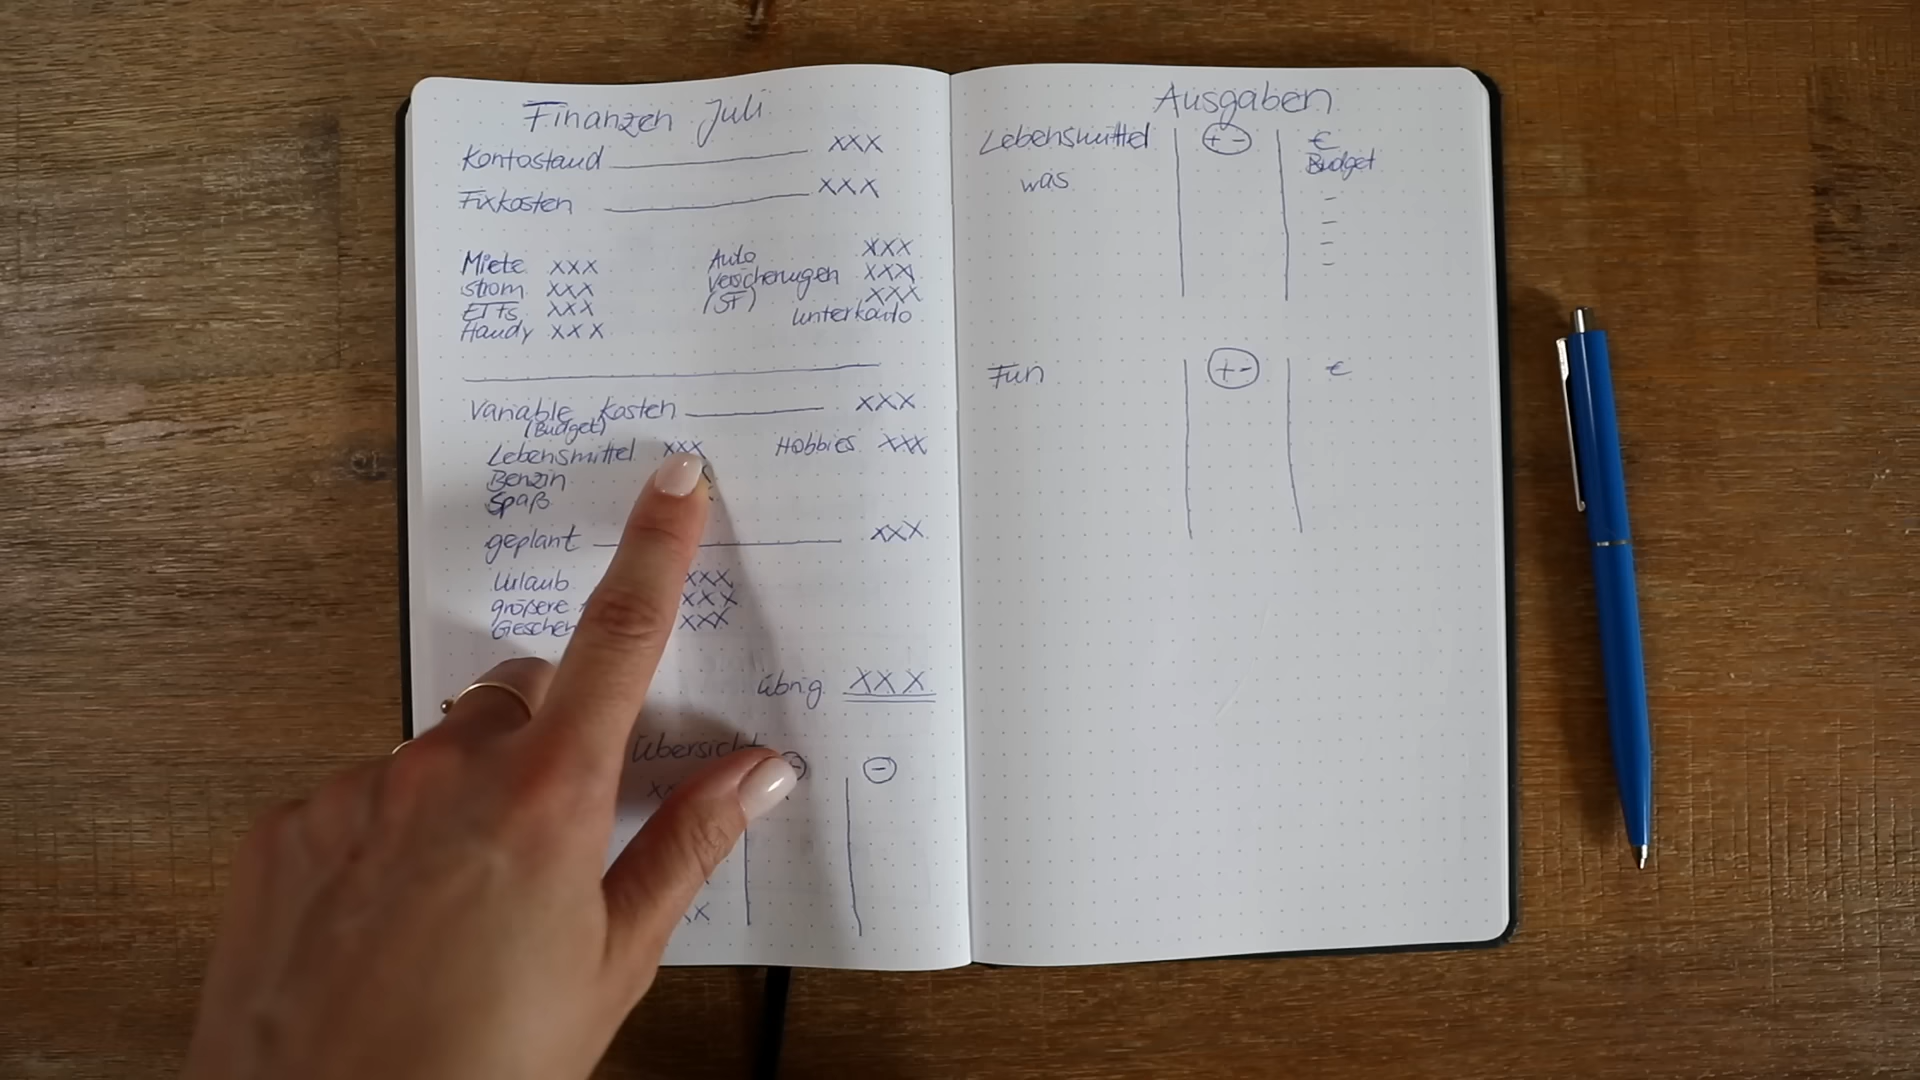 Finanzen Juli
Kontostand XXX
Fixkosten XXX
Miete XXX
Strom XXX
ETFs XXX
Handy XXX
Auto XXX
Versicherungen XXX
(ST) XXX
Unterkonto
Variable Kosten XXX
(Budget)
Lebensmittel XXX
Hobbies XXX
Benzin
Spaß
geplant XXX
Urlaub XXX
größere XXX
XXX
übrig XXX
Übersicht
-
Ausgaben
Lebensmittel + - €
Budget
was
-
-
-
-
Fun + - €